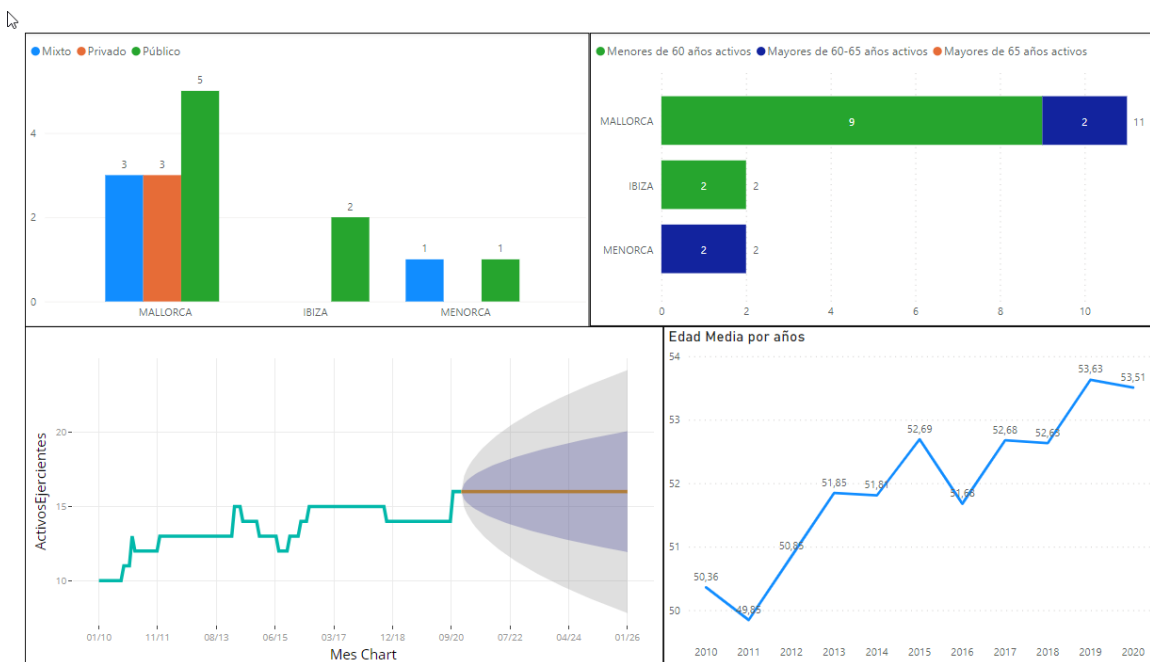 Mixto Privado Público
5
4
3 3
2
2
1 1
0
MALLORCA IBIZA MENORCA
Menores de 60 años activos Mayores de 60-65 años activos Mayores de 65 años activos
MALLORCA 9 2 11
IBIZA 2 2
MENORCA 2 2
0 2 4 6 8 10
ActivosEjercientes
20
15
10
01/10 11/11 08/13 06/15 03/17 12/18 09/20 07/22 04/24 01/26
Mes Chart
Edad Media por años
54
53
52
51
50
50,36 49,85 50,85 51,85 51,81 52,69 51,68 52,68 52,63 53,63 53,51
2010 2011 2012 2013 2014 2015 2016 2017 2018 2019 2020